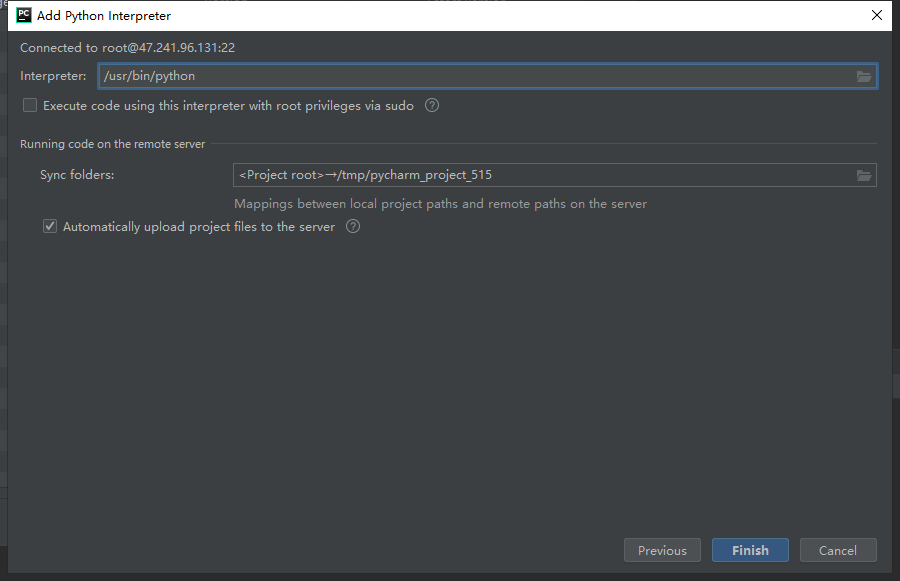 PC Add Python Interpreter
Connected to root@47.241.96.131:22
Interpreter: /usr/bin/python
Execute code using this interpreter with root privileges via sudo ?
Running code on the remote server
Sync folders: <Project root>→/tmp/pycharm_project_515
Mappings between local project paths and remote paths on the server
Automatically upload project files to the server ?
Previous Finish Cancel